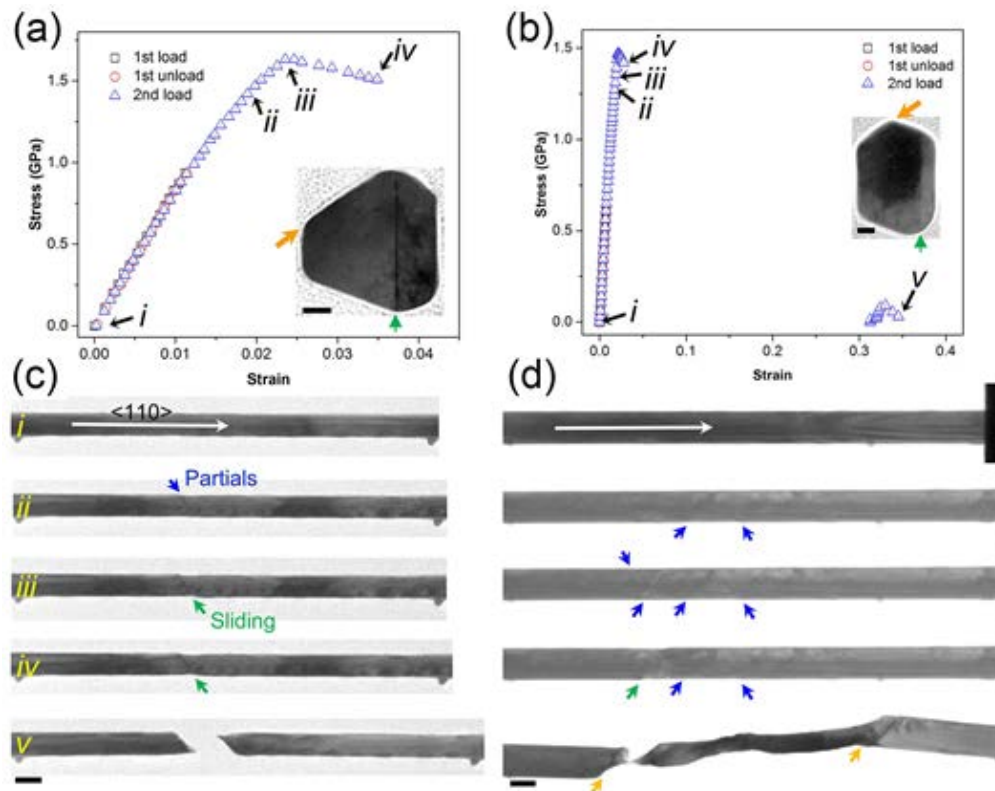 (a)
1st load
1st unload
2nd load
iv
iii
ii
i
Stress (GPa)
1.5
1.0
0.5
0.0
0.00
0.01
0.02
0.03
0.04
Strain
(b)
1st load
1st unload
2nd load
iv
iii
ii
i
v
Stress (GPa)
1.5
1.0
0.5
0.0
0.0
0.1
0.2
0.3
0.4
Strain
(c)
<110>
i
Partials
ii
iii
Sliding
iv
v
(d)